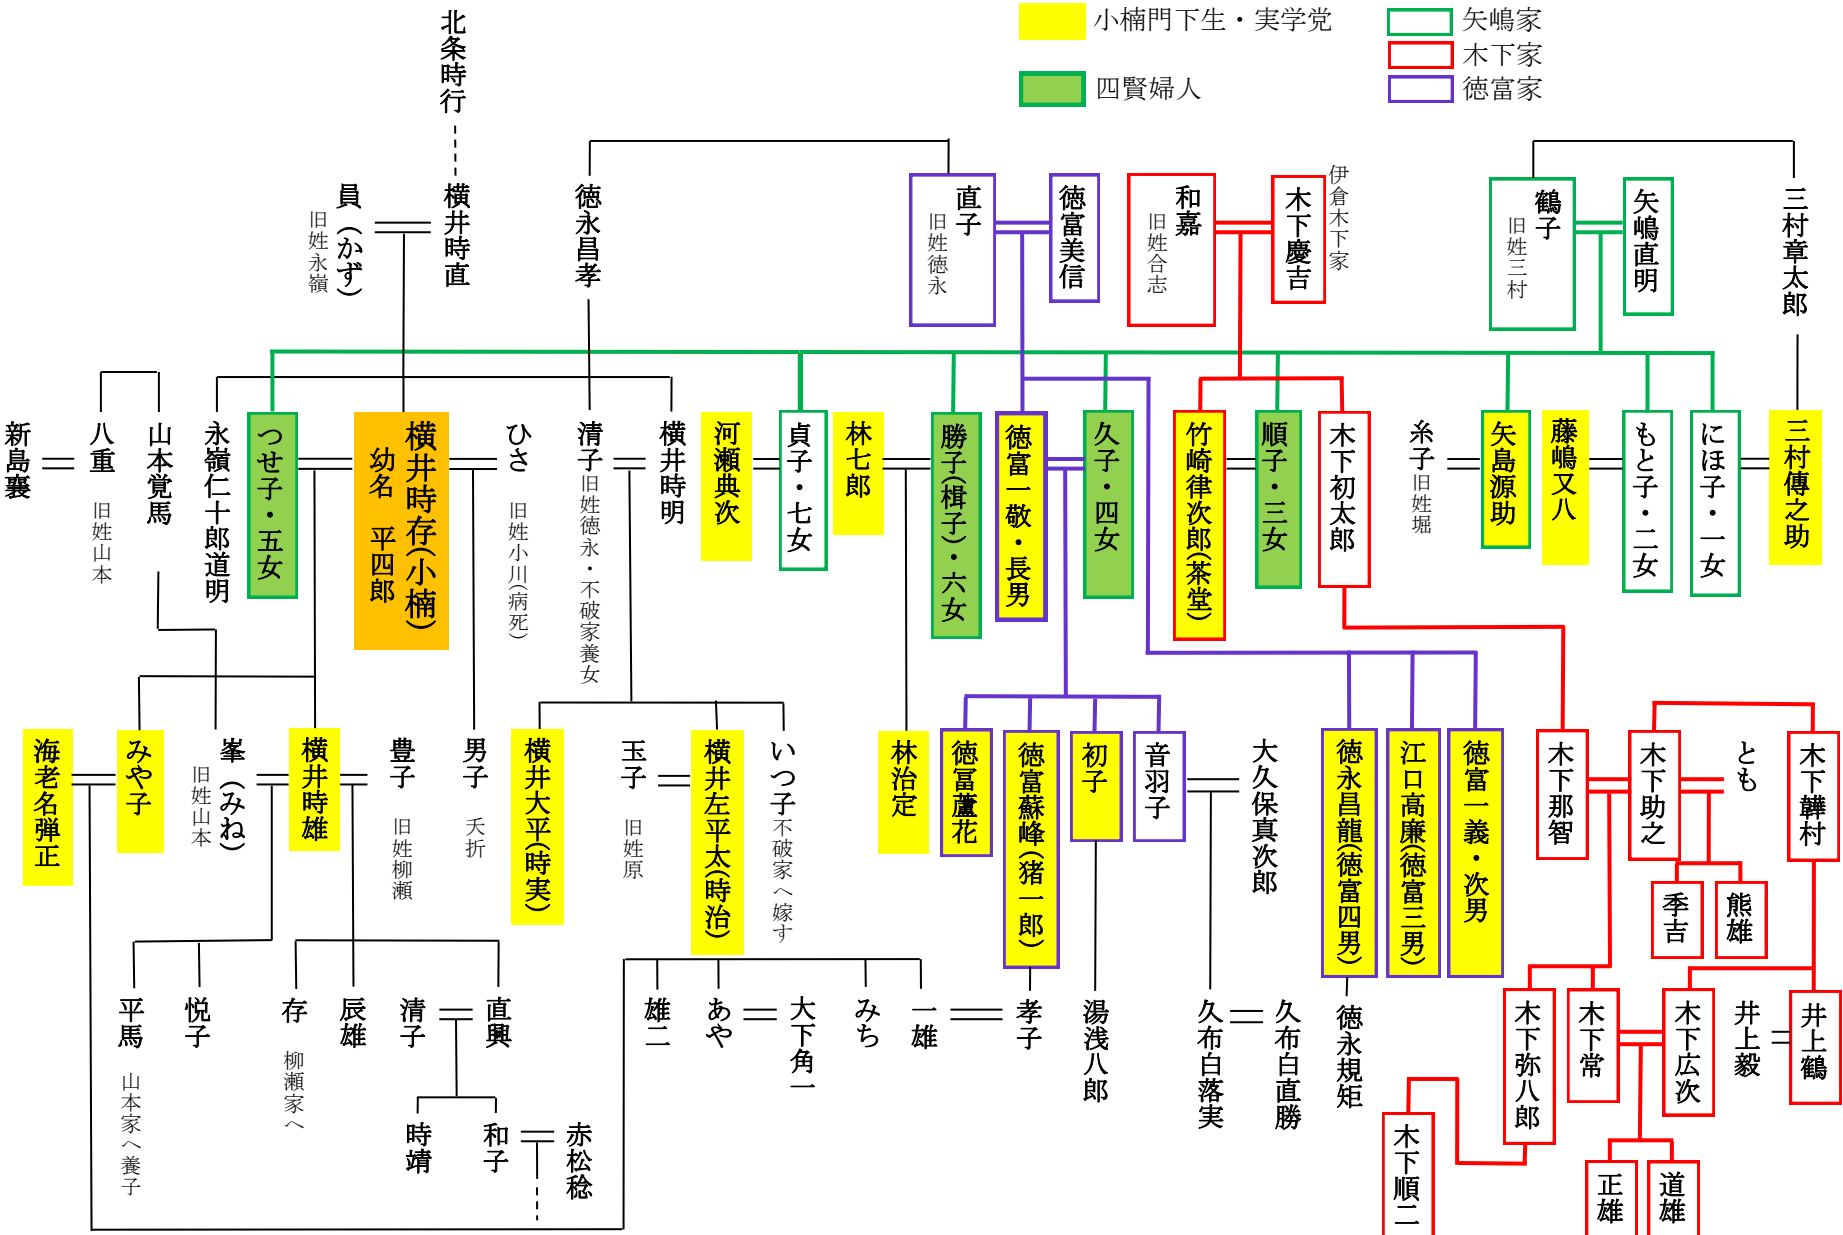 小楠門下生・実学党
四賢婦人
矢嶋家
木下家
徳富家
北条時行
横井時直
員（かず）
旧姓永嶺
徳永昌孝
直子
旧姓徳永
徳富美信
和嘉
旧姓合志
木下慶吉
伊倉木下家
鶴子
旧姓三村
矢嶋直明
三村章太郎
新島襄
八重
旧姓山本
山本覚馬
永嶺仁十郎道明
つせ子・五女
横井時存(小楠)
幼名　平四郎
ひさ
旧姓小川(病死)
清子
旧姓徳永・不破家養女
横井時明
河瀬典次
貞子・七女
林七郎
勝子(楫子)・六女
徳富一敬・長男
久子・四女
竹崎律次郎(茶堂)
順子・三女
木下初太郎
糸子
旧姓堀
矢島源助
藤嶋又八
もと子・二女
にほ子・一女
三村傳之助
海老名弾正
みや子
峯（みね）
旧姓山本
横井時雄
豊子
旧姓柳瀬
男子
夭折
横井大平(時実)
玉子
旧姓原
横井左平太(時治)
いつ子
不破家へ嫁す
林治定
徳冨蘆花
徳富蘇峰(猪一郎)
初子
音羽子
大久保真次郎
徳永昌龍(徳富四男)
江口高廉(徳富三男)
徳富一義・次男
木下那智
木下助之
とも
木下韡村
季吉
熊雄
平馬
山本家へ養子
悦子
存
柳瀬家へ
辰雄
清子
直興
雄二
あや
大下角一
みち
一雄
孝子
湯浅八郎
久布白落実
久布白直勝
徳永規矩
木下弥八郎
木下常
木下広次
井上毅
井上鶴
時靖
和子
赤松稔
木下順二
正雄
道雄